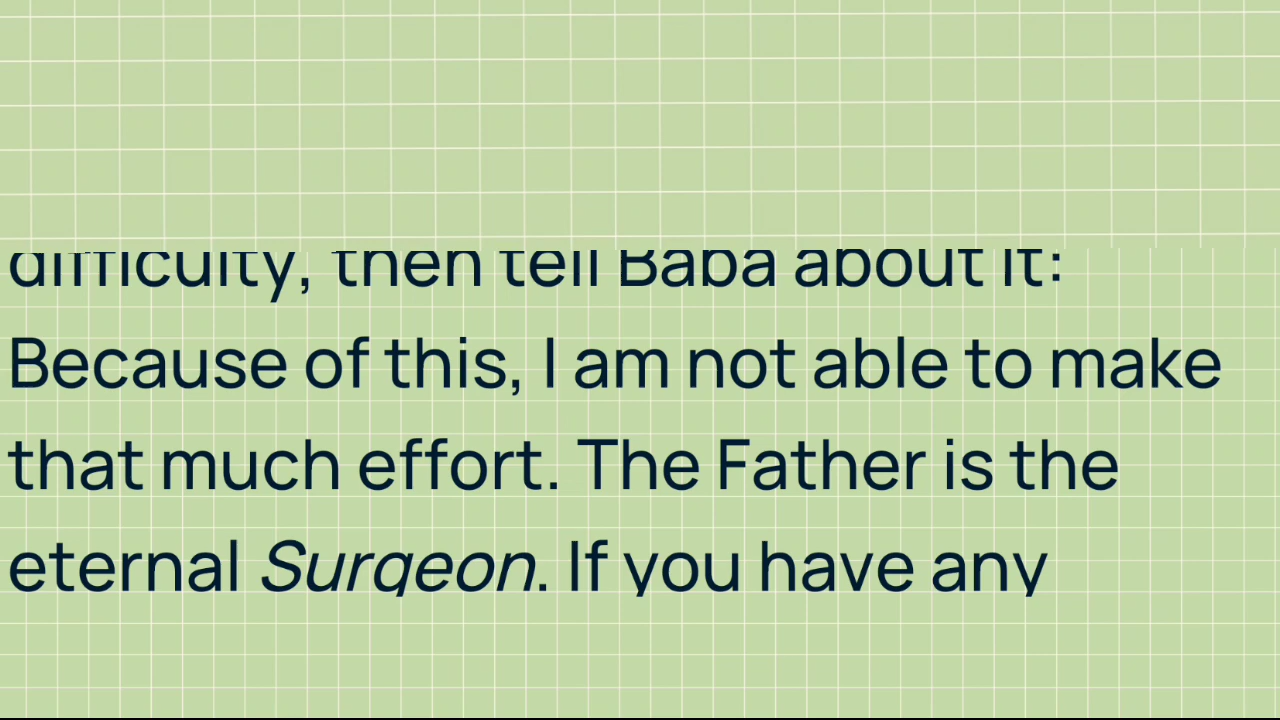 difficulty, then tell Baba about it:
Because of this, I am not able to make
that much effort. The Father is the
eternal Surgeon. If you have any